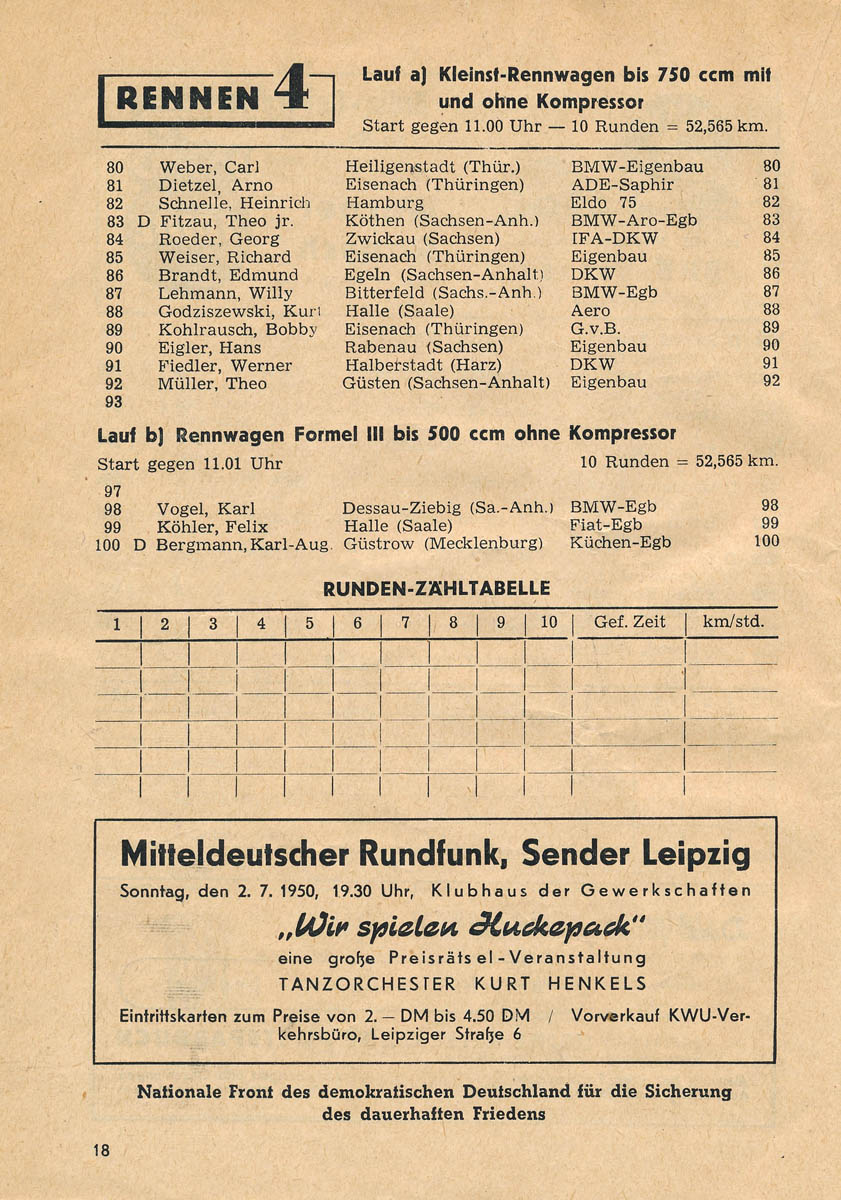 RENNEN 4
Lauf a) Kleinst-Rennwagen bis 750 ccm mit
und ohne Kompressor
Start gegen 11.00 Uhr — 10 Runden = 52,565 km.
80 Weber, Carl Heiligenstadt (Thür.) BMW-Eigenbau 80
81 Dietzel, Arno Eisenach (Thüringen) ADE-Saphir 81
82 Schnelle, Heinrich Hamburg Eldo 75 82
83 D Fitzau, Theo jr. Köthen (Sachsen-Anh.) BMW-Aro-Egb 83
84 Roeder, Georg Zwickau (Sachsen) IFA-DKW 84
85 Weiser, Richard Eisenach (Thüringen) Eigenbau 85
86 Brandt, Edmund Egeln (Sachsen-Anhalt) DKW 86
87 Lehmann, Willy Bitterfeld (Sachs.-Anh.) BMW-Egb 87
88 Godziszewski, Kurt Halle (Saale) Aero 88
89 Kohlrausch, Bobby Eisenach (Thüringen) G.v.B. 89
90 Eigler, Hans Rabenau (Sachsen) Eigenbau 90
91 Fiedler, Werner Halberstadt (Harz) DKW 91
92 Müller, Theo Güsten (Sachsen-Anhalt) Eigenbau 92
93
Lauf b) Rennwagen Formel III bis 500 ccm ohne Kompressor
Start gegen 11.01 Uhr 10 Runden = 52,565 km.
97
98 Vogel, Karl Dessau-Ziebig (Sa.-Anh.) BMW-Egb 98
99 Köhler, Felix Halle (Saale) Fiat-Egb 99
100 D Bergmann, Karl-Aug. Güstrow (Mecklenburg) Küchen-Egb 100
RUNDEN-ZÄHLTABELLE
1 2 3 4 5 6 7 8 9 10 Gef. Zeit km/std.
Mitteldeutscher Rundfunk, Sender Leipzig
Sonntag, den 2. 7. 1950, 19.30 Uhr, Klubhaus der Gewerkschaften
„Wir spielen Huckepack"
eine große Preisrätsel-Veranstaltung
TANZORCHESTER KURT HENKELS
Eintrittskarten zum Preise von 2. — DM bis 4.50 DM / Vorverkauf KWU-Ver-
kehrsbüro, Leipziger Straße 6
Nationale Front des demokratischen Deutschland für die Sicherung
des dauerhaften Friedens
18